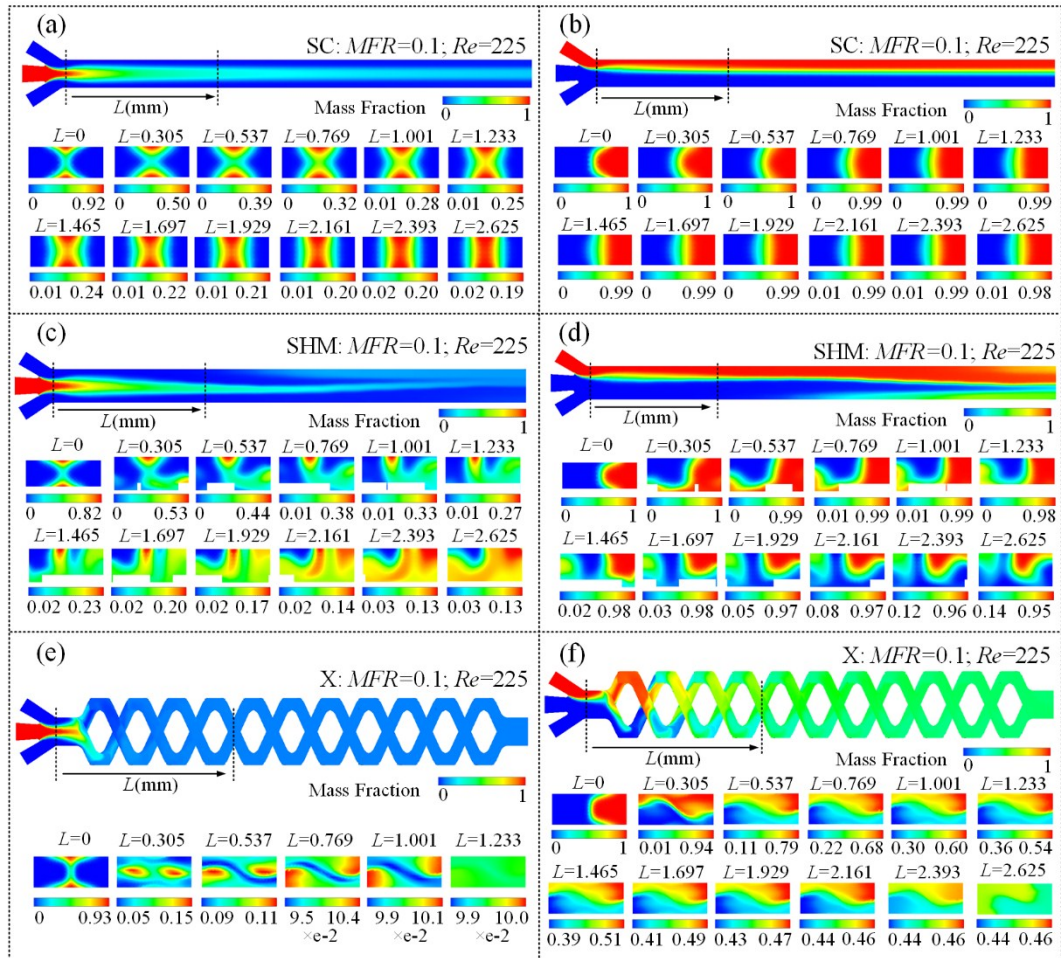 (a)
SC: MFR=0.1; Re=225
L(mm)
Mass Fraction
0 1
L=0 L=0.305 L=0.537 L=0.769 L=1.001 L=1.233
0 0.92 0 0.50 0 0.39 0 0.32 0.01 0.28 0.01 0.25
L=1.465 L=1.697 L=1.929 L=2.161 L=2.393 L=2.625
0.01 0.24 0.01 0.22 0.01 0.21 0.01 0.20 0.02 0.20 0.02 0.19
(b)
SC: MFR=0.1; Re=225
L(mm)
Mass Fraction
0 1
L=0 L=0.305 L=0.537 L=0.769 L=1.001 L=1.233
0 1 0 1 0 1 0 0.99 0 0.99 0 0.99
L=1.465 L=1.697 L=1.929 L=2.161 L=2.393 L=2.625
0 0.99 0 0.99 0 0.99 0.01 0.99 0.01 0.99 0.01 0.98
(c)
SHM: MFR=0.1; Re=225
L(mm)
Mass Fraction
0 1
L=0 L=0.305 L=0.537 L=0.769 L=1.001 L=1.233
0 0.82 0 0.53 0 0.44 0.01 0.38 0.01 0.33 0.01 0.27
L=1.465 L=1.697 L=1.929 L=2.161 L=2.393 L=2.625
0.02 0.23 0.02 0.20 0.02 0.17 0.02 0.14 0.03 0.13 0.03 0.13
(d)
SHM: MFR=0.1; Re=225
L(mm)
Mass Fraction
0 1
L=0 L=0.305 L=0.537 L=0.769 L=1.001 L=1.233
0 1 0 1 0 0.99 0.01 0.99 0.01 0.99 0 0.98
L=1.465 L=1.697 L=1.929 L=2.161 L=2.393 L=2.625
0.02 0.98 0.03 0.98 0.05 0.97 0.08 0.97 0.12 0.96 0.14 0.95
(e)
X: MFR=0.1; Re=225
L(mm)
Mass Fraction
0 1
L=0 L=0.305 L=0.537 L=0.769 L=1.001 L=1.233
0 0.93 0.05 0.15 0.09 0.11 9.5 10.4 9.9 10.1 9.9 10.0
×e-2 ×e-2 ×e-2
(f)
X: MFR=0.1; Re=225
L(mm)
Mass Fraction
0 1
L=0 L=0.305 L=0.537 L=0.769 L=1.001 L=1.233
0 1 0.01 0.94 0.11 0.79 0.22 0.68 0.30 0.60 0.36 0.54
L=1.465 L=1.697 L=1.929 L=2.161 L=2.393 L=2.625
0.39 0.51 0.41 0.49 0.43 0.47 0.44 0.46 0.44 0.46 0.44 0.46